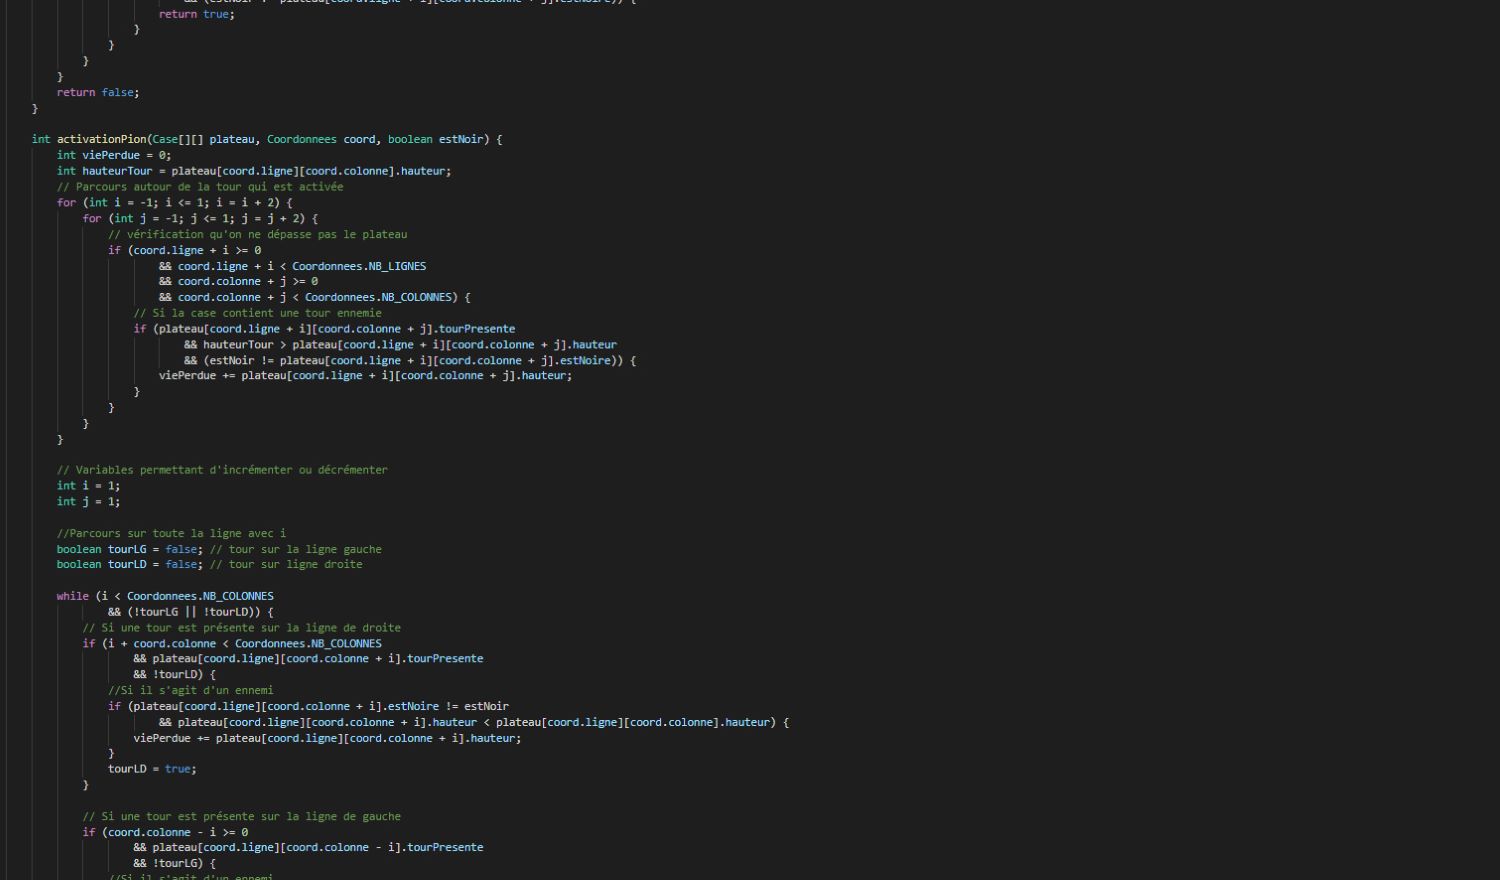 && (estNoir != plateau[coord.ligne + i][coord.colonne + j].estNoire)) {
return true;
}
}
}
}
return false;
}
int activationPion(Case[][] plateau, Coordonnees coord, boolean estNoir) {
int viePerdue = 0;
int hauteurTour = plateau[coord.ligne][coord.colonne].hauteur;
// Parcours autour de la tour qui est activée
for (int i = -1; i <= 1; i = i + 2) {
for (int j = -1; j <= 1; j = j + 2) {
// vérification qu'on ne dépasse pas le plateau
if (coord.ligne + i >= 0
&& coord.ligne + i < Coordonnees.NB_LIGNES
&& coord.colonne + j >= 0
&& coord.colonne + j < Coordonnees.NB_COLONNES) {
// Si la case contient une tour ennemie
if (plateau[coord.ligne + i][coord.colonne + j].tourPresente
&& hauteurTour > plateau[coord.ligne + i][coord.colonne + j].hauteur
&& (estNoir != plateau[coord.ligne + i][coord.colonne + j].estNoire)) {
viePerdue += plateau[coord.ligne + i][coord.colonne + j].hauteur;
}
}
}
}
// Variables permettant d'incrémenter ou décrémenter
int i = 1;
int j = 1;
//Parcours sur toute la ligne avec i
boolean tourLG = false; // tour sur la ligne gauche
boolean tourLD = false; // tour sur ligne droite
while (i < Coordonnees.NB_COLONNES
&& (!tourLG || !tourLD)) {
// Si une tour est présente sur la ligne de droite
if (i + coord.colonne < Coordonnees.NB_COLONNES
&& plateau[coord.ligne][coord.colonne + i].tourPresente
&& !tourLD) {
//Si il s'agit d'un ennemi
if (plateau[coord.ligne][coord.colonne + i].estNoire != estNoir
&& plateau[coord.ligne][coord.colonne + i].hauteur < plateau[coord.ligne][coord.colonne].hauteur) {
viePerdue += plateau[coord.ligne][coord.colonne + i].hauteur;
}
tourLD = true;
}
// Si une tour est présente sur la ligne de gauche
if (coord.colonne - i >= 0
&& plateau[coord.ligne][coord.colonne - i].tourPresente
&& !tourLG) {
//Si il s'agit d'un ennemi